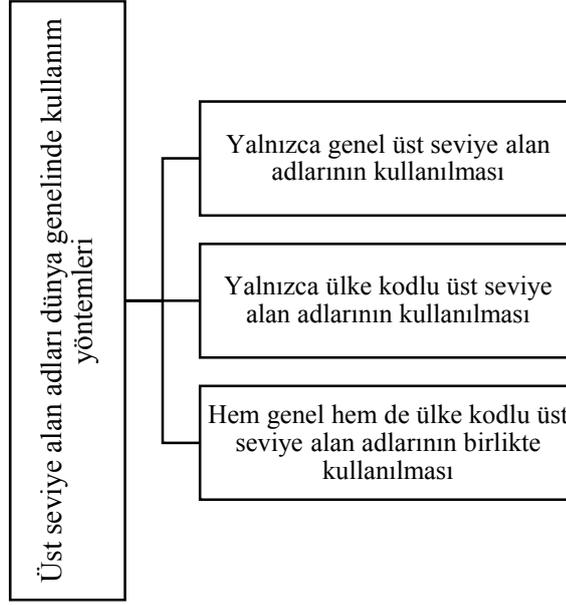 Üst seviye alan adları dünya genelinde kullanım
yöntemleri
Yalnızca genel üst seviye alan
adlarının kullanılması
Yalnızca ülke kodlu üst seviye
alan adlarının kullanılması
Hem genel hem de ülke kodlu üst
seviye alan adlarının birlikte
kullanılması